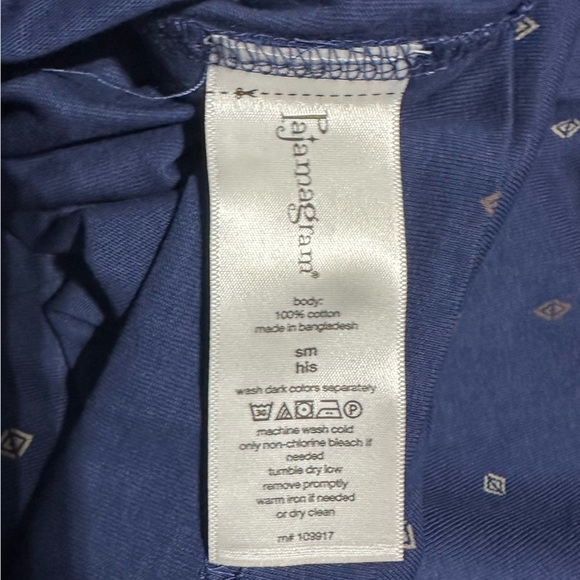 Pajamagram®
body:
100% cotton
made in bangladesh
sm
his
wash dark colors separately
30 P
machine wash cold
only non-chlorine bleach if
needed
tumble dry low
remove promptly
warm iron if needed
or dry clean
m# 103917